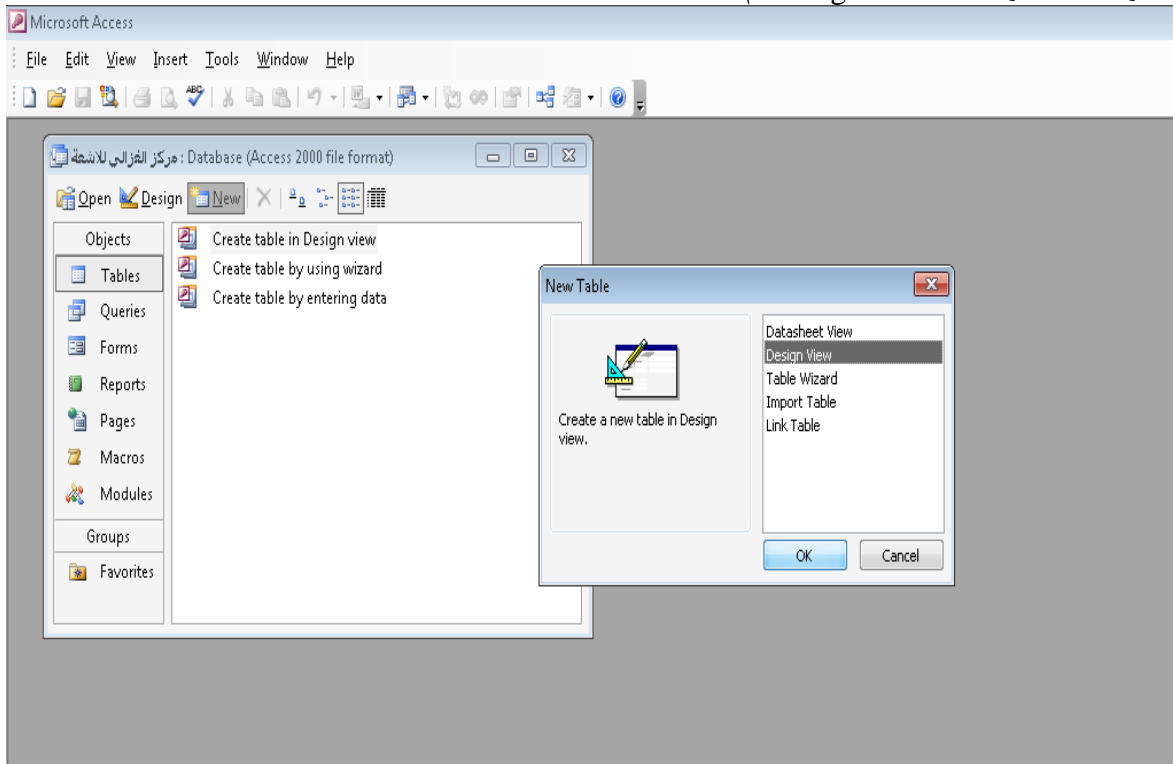 Microsoft Access
File Edit View Insert Tools Window Help
مركز الغزالي للاشعة : Database (Access 2000 file format)
Open Design New
Objects
Tables
Queries
Forms
Reports
Pages
Macros
Modules
Groups
Favorites
Create table in Design view
Create table by using wizard
Create table by entering data
New Table
Create a new table in Design
view.
Datasheet View
Design View
Table Wizard
Import Table
Link Table
OK Cancel